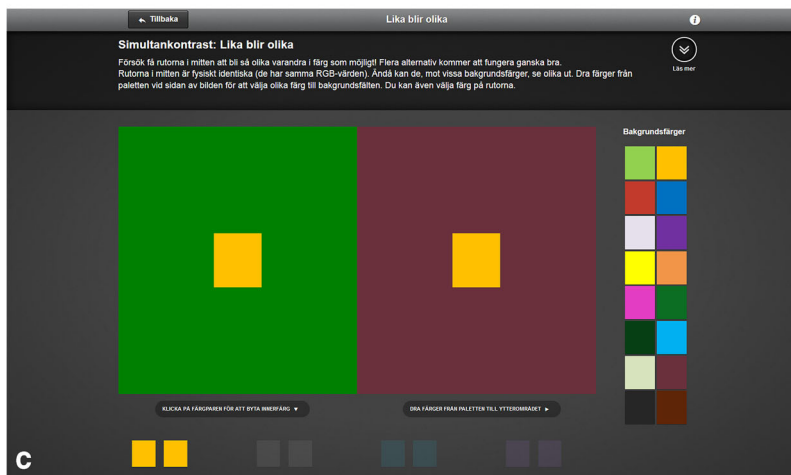 Tillbaka
Lika blir olika
i
Simultankontrast: Lika blir olika
Försök få rutorna i mitten att bli så olika varandra i färg som möjligt! Flera alternativ kommer att fungera ganska bra.
Rutorna i mitten är fysiskt identiska (de har samma RGB-värden). Ändå kan de, mot vissa bakgrundsfärger, se olika ut. Dra färger från
paletten vid sidan av bilden för att välja olika färg till bakgrundsfälten. Du kan även välja färg på rutorna.
Läs mer
Bakgrundsfärger
KLICKA PÅ FÄRGPAREN FÖR ATT BYTA INNERFÄRG
DRA FÄRGER FRÅN PALETTEN TILL YTTEROMRÅDET
C